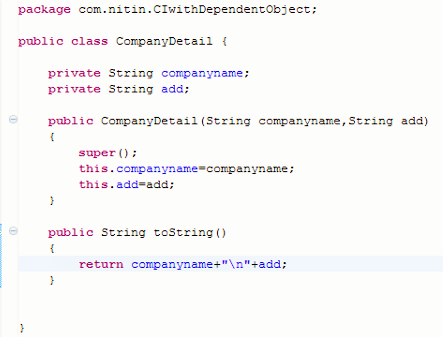 package com.nitin.CIwithDependentObject;
public class CompanyDetail {
private String companyname;
private String add;
public CompanyDetail(String companyname,String add)
{
super();
this.companyname=companyname;
this.add=add;
}
public String toString()
{
return companyname+"\n"+add;
}
}